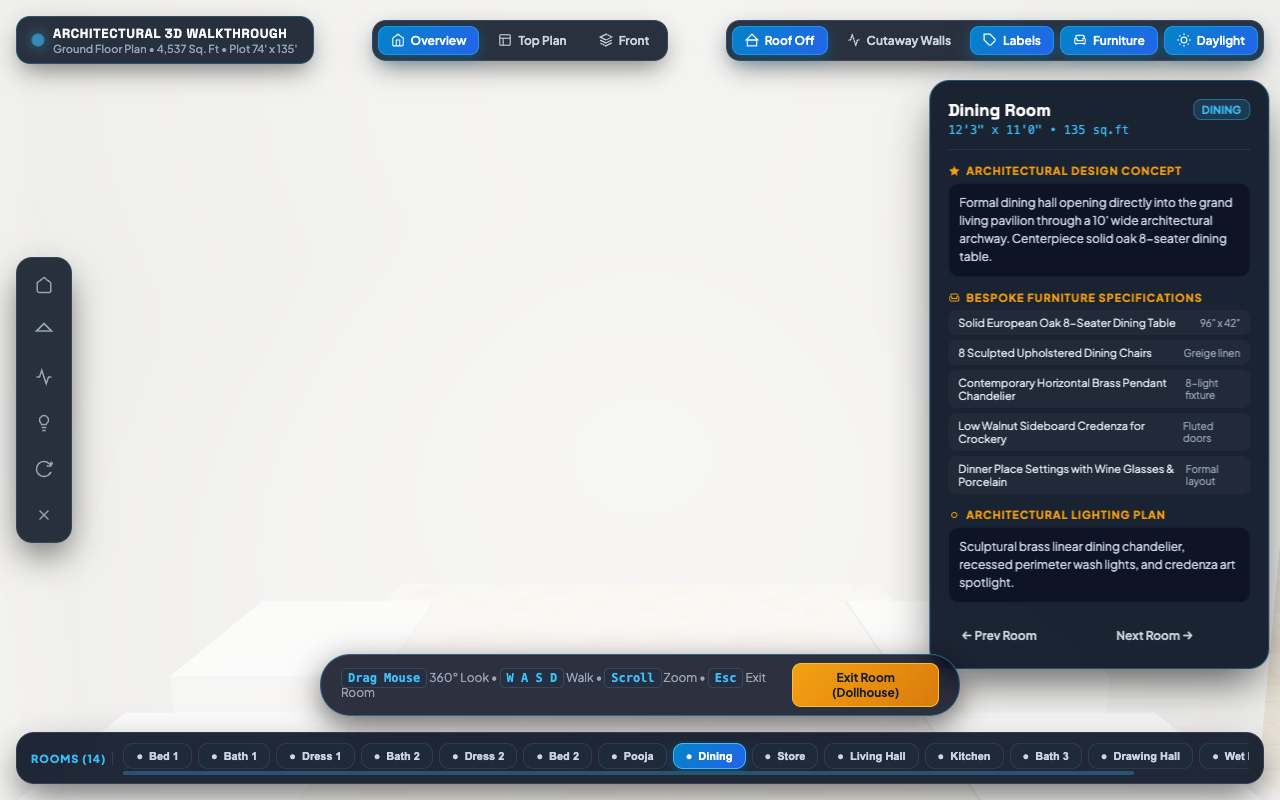 ARCHITECTURAL 3D WALKTHROUGH
Ground Floor Plan • 4,537 Sq. Ft • Plot 74' x 135'
Overview
Top Plan
Front
Roof Off
Cutaway Walls
Labels
Furniture
Daylight
Dining Room
DINING
12'3" x 11'0" • 135 sq.ft
ARCHITECTURAL DESIGN CONCEPT
Formal dining hall opening directly into the grand
living pavilion through a 10' wide architectural
archway. Centerpiece solid oak 8-seater dining
table.
BESPOKE FURNITURE SPECIFICATIONS
Solid European Oak 8-Seater Dining Table
96" x 42"
8 Sculpted Upholstered Dining Chairs
Greige linen
Contemporary Horizontal Brass Pendant
Chandelier
8-light
fixture
Low Walnut Sideboard Credenza for
Crockery
Fluted
doors
Dinner Place Settings with Wine Glasses &
Porcelain
Formal
layout
ARCHITECTURAL LIGHTING PLAN
Sculptural brass linear dining chandelier,
recessed perimeter wash lights, and credenza art
spotlight.
← Prev Room
Next Room →
Drag Mouse 360° Look • W A S D Walk • Scroll Zoom • Esc Exit
Room
Exit Room
(Dollhouse)
ROOMS (14)
• Bed 1
• Bath 1
• Dress 1
• Bath 2
• Dress 2
• Bed 2
• Pooja
• Dining
• Store
• Living Hall
• Kitchen
• Bath 3
• Drawing Hall
• Wet